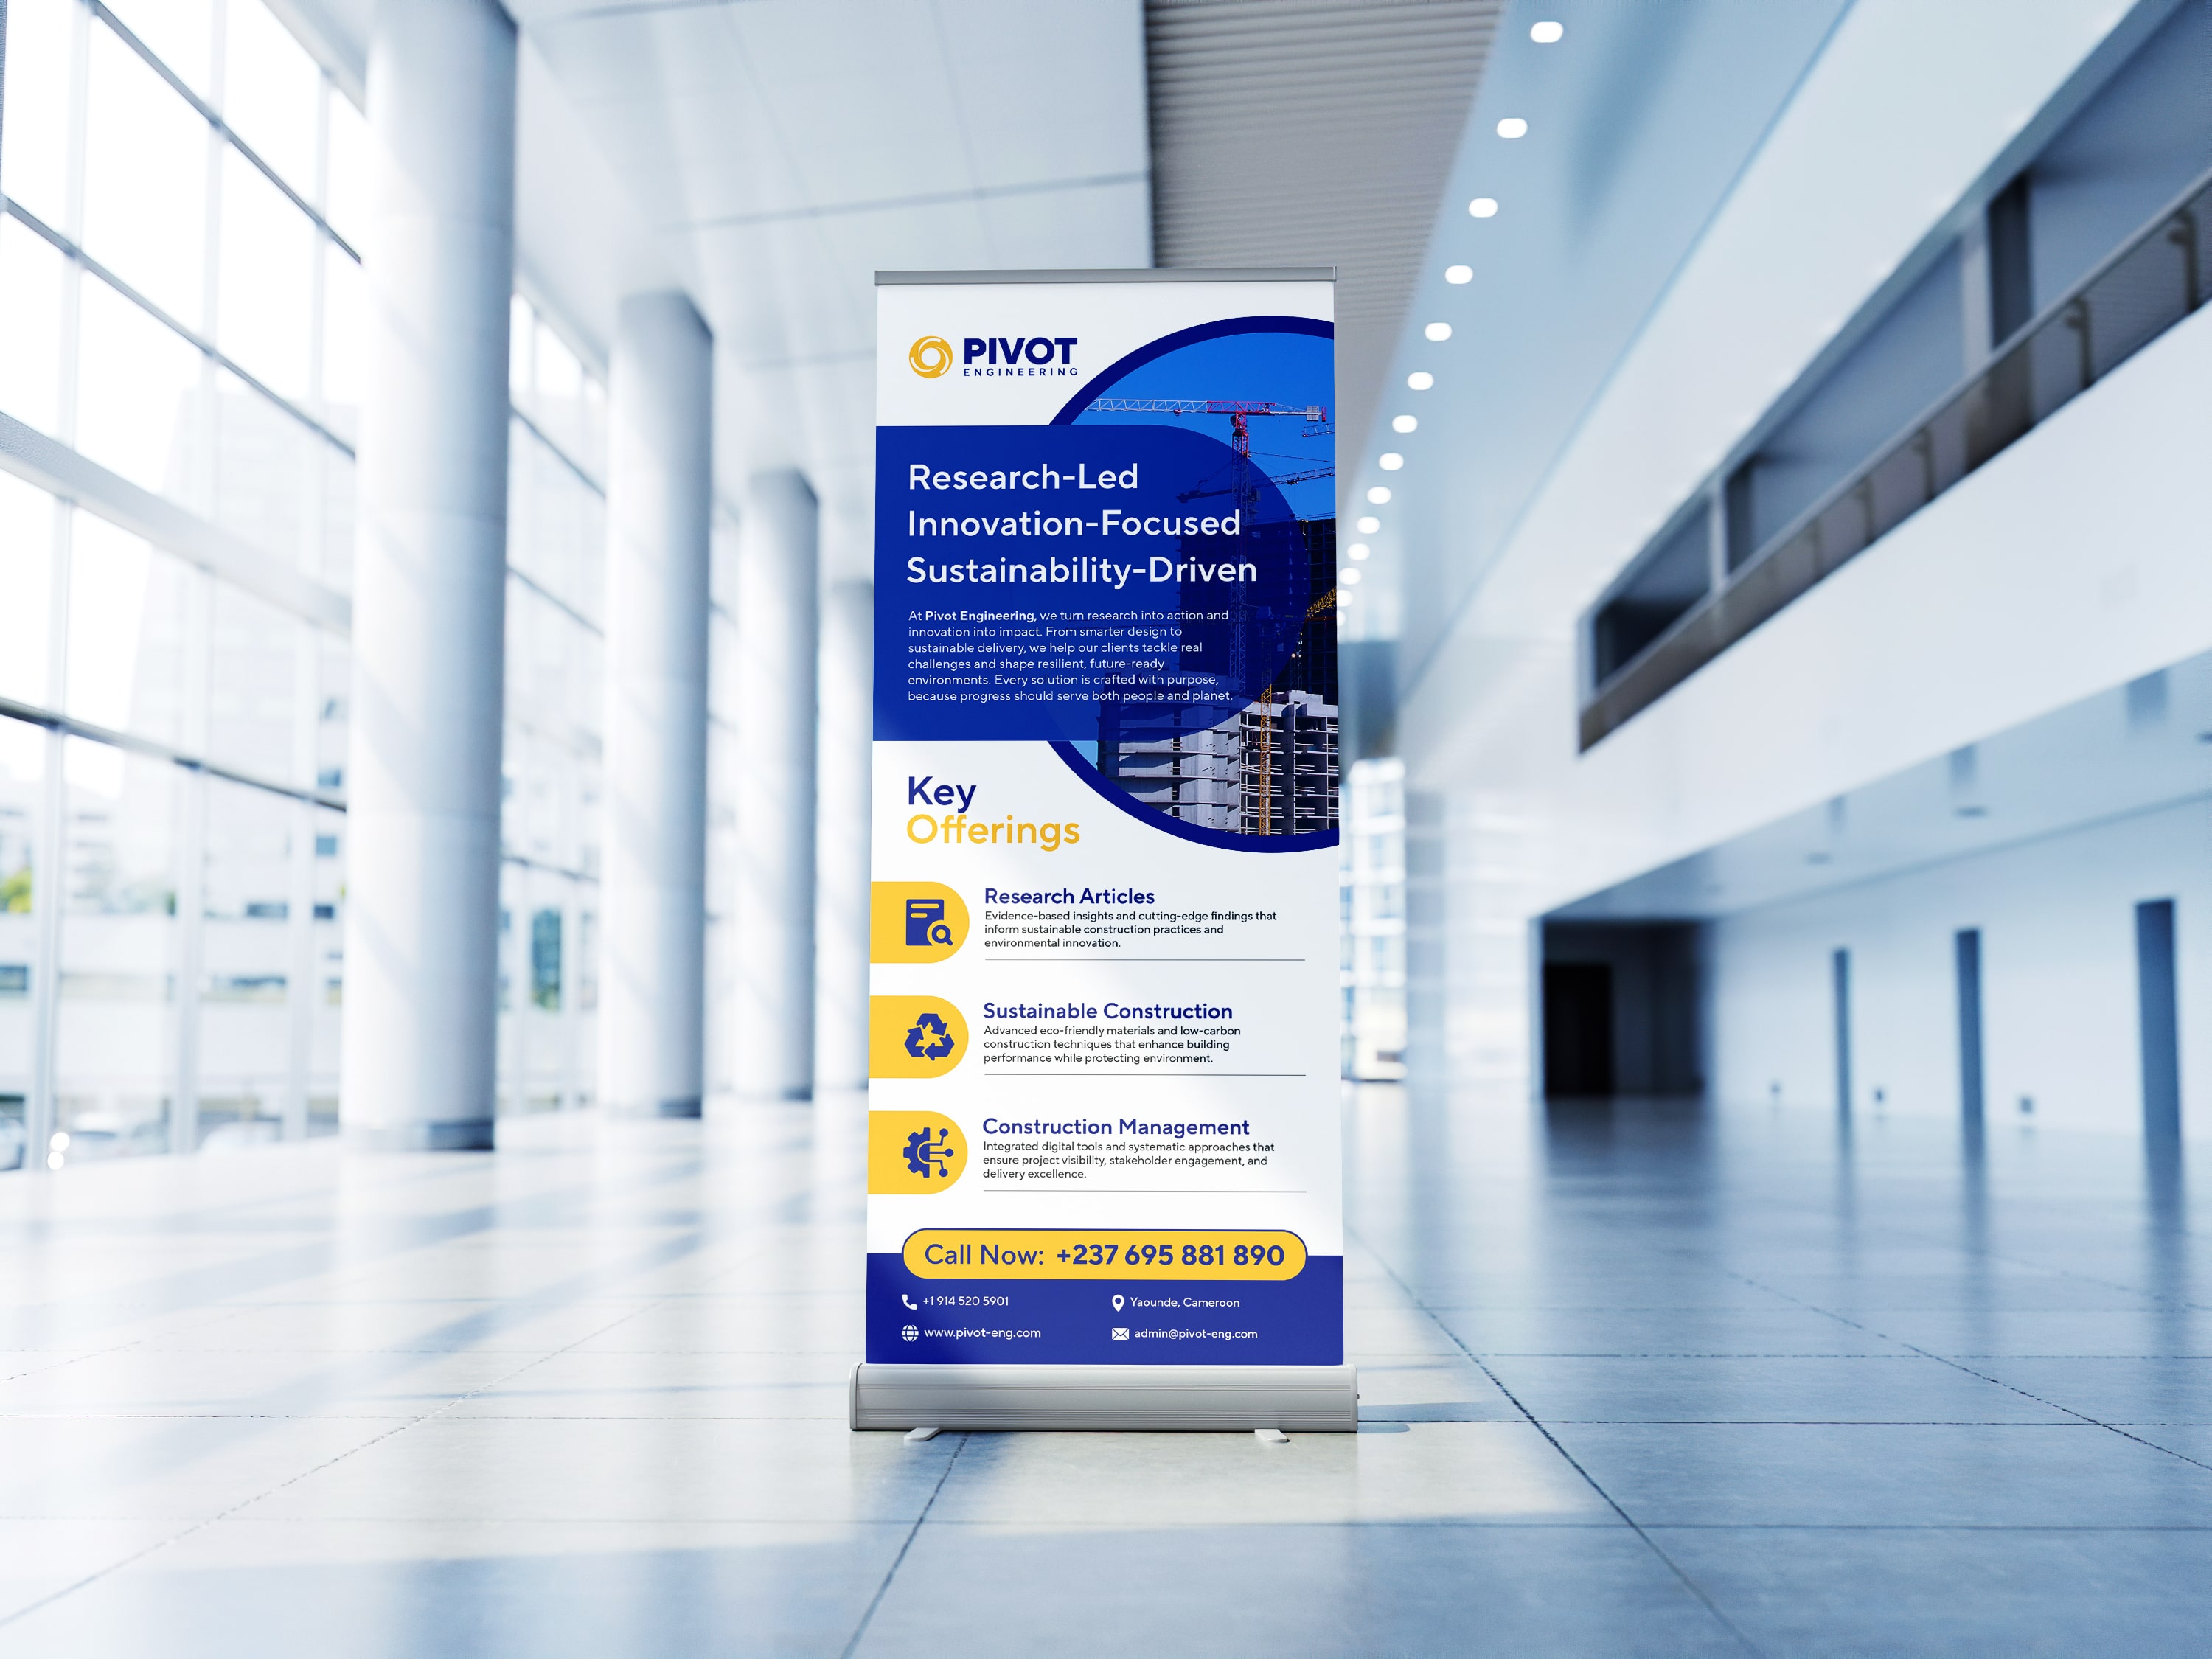 PIVOT
ENGINEERING
Research-Led
Innovation-Focused
Sustainability-Driven
At Pivot Engineering, we turn research into action and
innovation into impact. From smarter design to
sustainable delivery, we help our clients tackle real
challenges and shape resilient, future-ready
environments. Every solution is crafted with purpose,
because progress should serve both people and planet.
Key
Offerings
Research Articles
Evidence-based insights and cutting-edge findings that
inform sustainable construction practices and
environmental innovation.
Sustainable Construction
Advanced eco-friendly materials and low-carbon
construction techniques that enhance building
performance while protecting environment.
Construction Management
Integrated digital tools and systematic approaches that
ensure project visibility, stakeholder engagement, and
delivery excellence.
Call Now: +237 695 881 890
+1 914 520 5901
Yaounde, Cameroon
www.pivot-eng.com
admin@pivot-eng.com